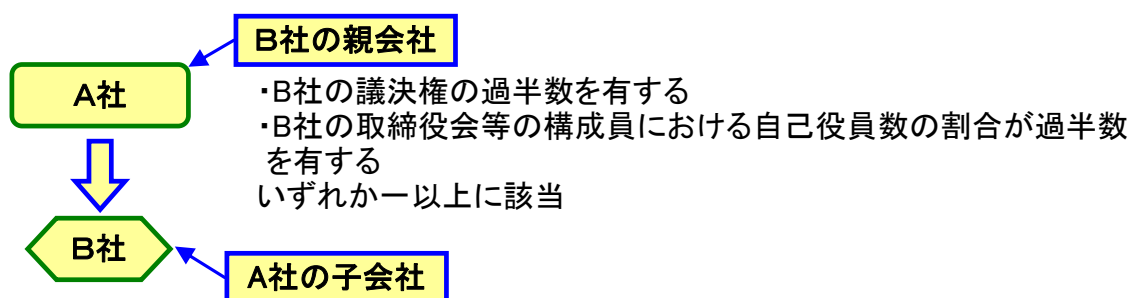 B社の親会社
A社
・B社の議決権の過半数を有する
・B社の取締役会等の構成員における自己役員数の割合が過半数
を有する
いずれか一以上に該当
B社
A社の子会社